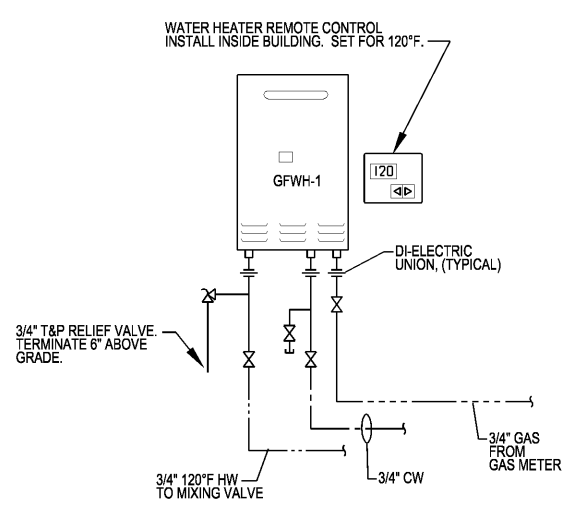 WATER HEATER REMOTE CONTROL
INSTALL INSIDE BUILDING. SET FOR 120°F.
120
GFWH-1
DI-ELECTRIC
UNION, (TYPICAL)
3/4" T&P RELIEF VALVE.
TERMINATE 6" ABOVE
GRADE.
3/4" GAS
FROM
GAS METER
3/4" 120°F HW
TO MIXING VALVE
3/4" CW